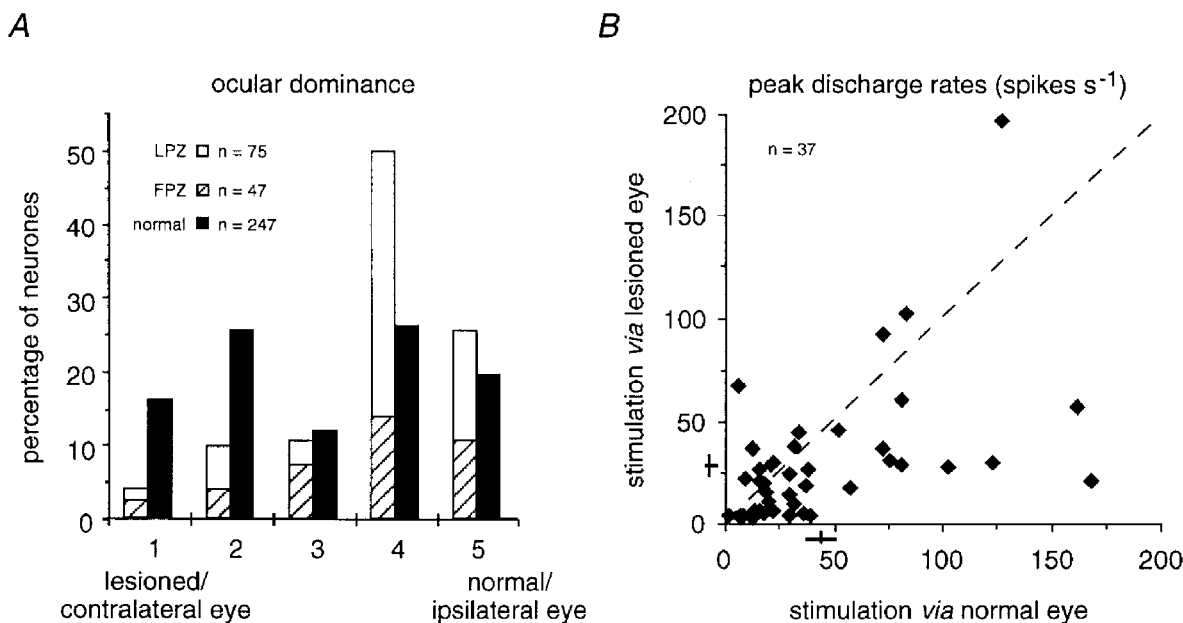 A
ocular dominance
percentage of neurones
50
40
30
20
10
0
LPZ n = 75
FPZ n = 47
normal n = 247
1 2 3 4 5
lesioned/
contralateral eye
normal/
ipsilateral eye
B
peak discharge rates (spikes s⁻¹)
stimulation via lesioned eye
200
150
100
50
0
n = 37
0 50 100 150 200
stimulation via normal eye